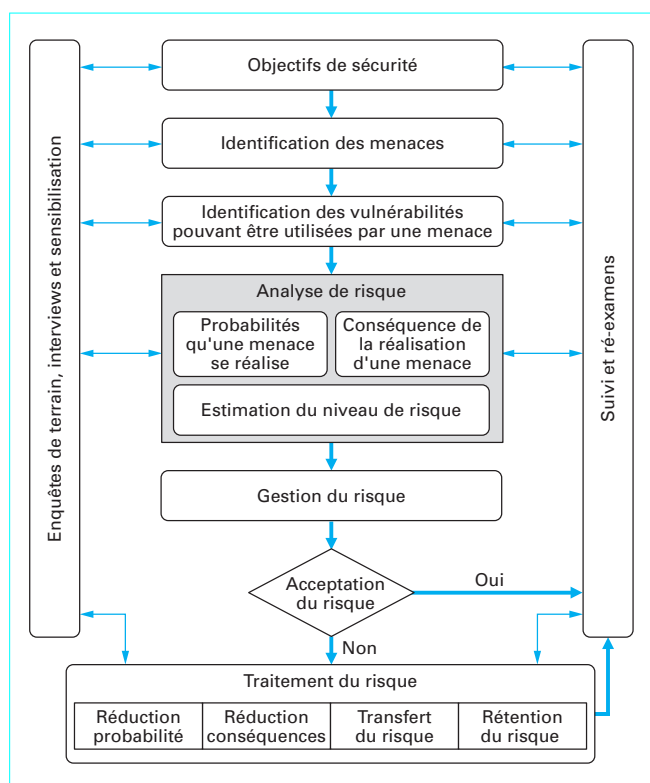 Enquêtes de terrain, interviews et sensibilisation
Objectifs de sécurité
Identification des menaces
Identification des vulnérabilités
pouvant être utilisées par une menace
Analyse de risque
Probabilités
qu'une menace
se réalise
Conséquence de
la réalisation
d'une menace
Estimation du niveau de risque
Gestion du risque
Acceptation
du risque
Oui
Non
Suivi et ré-examens
Traitement du risque
Réduction
probabilité
Réduction
conséquences
Transfert
du risque
Rétention
du risque